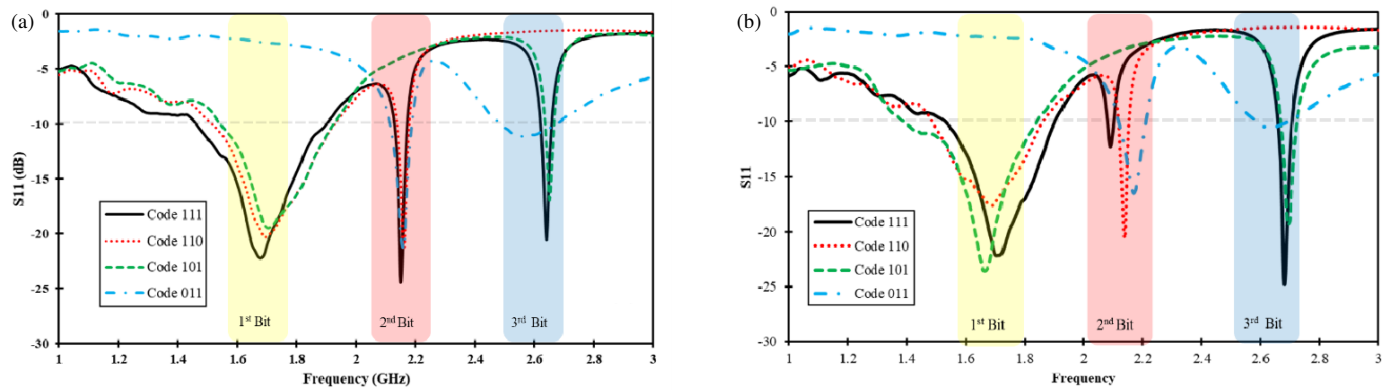 (a)
0
-5
-10
-15
-20
-25
-30
S11 (dB)
Code 111
Code 110
Code 101
Code 011
1st Bit
2nd Bit
3rd Bit
1 1.2 1.4 1.6 1.8 2 2.2 2.4 2.6 2.8 3
Frequency (GHz)
(b)
0
-5
-10
-15
-20
-25
-30
S11
Code 111
Code 110
Code 101
Code 011
1st Bit
2nd Bit
3rd Bit
1 1.2 1.4 1.6 1.8 2 2.2 2.4 2.6 2.8 3
Frequency